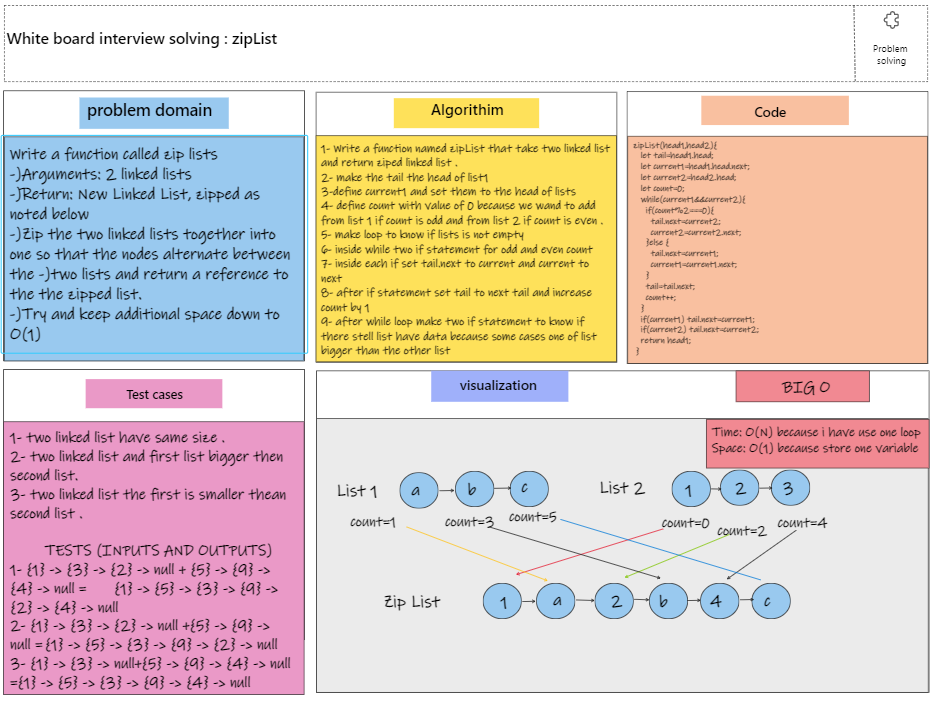 White board interview solving : zipList
Problem
solving
problem domain
Write a function called zip lists
-)Arguments: 2 linked lists
-)Return: New Linked List, zipped as
noted below
-)Zip the two linked lists together into
one so that the nodes alternate between
the -)two lists and return a reference to
the the zipped list.
-)Try and keep additional space down to
O(1)
Algorithim
1- Write a function named zipList that take two linked list
and return ziped linked list .
2- make the tail the head of list1
3-define current1 and set them to the head of lists
4- define count with value of 0 because we wand to add
from list 1 if count is odd and from list 2 if count is even .
5- make loop to know if lists is not empty
6- inside while two if statement for odd and even count
7- inside each if set tail.next to current and current to
next
8- after if statement set tail to next tail and increase
count by 1
9- after while loop make two if statement to know if
there stell list have data because some cases one of list
bigger than the other list
Code
zipList(head1,head2){
let tail=head1.head;
let current1=head1.head.next;
let current2=head2.head;
let count=0;
while(current1&&current2){
if(count%2===0){
tail.next=current2;
current2=current2.next;
}else {
tail.next=current1;
current1=current1.next;
}
tail=tail.next;
count++;
}
if(current1) tail.next=current1;
if(current2) tail.next=current2;
return head1;
}
Test cases
1- two linked list have same size .
2- two linked list and first list bigger then
second list.
3- two linked list the first is smaller thean
second list .
TESTS (INPUTS AND OUTPUTS)
1- {1} -> {3} -> {2} -> null + {5} -> {9} ->
{4} -> null = {1} -> {5} -> {3} -> {9} ->
{2} -> {4} -> null
2- {1} -> {3} -> {2} -> null +{5} -> {9} ->
null ={1} -> {5} -> {3} -> {9} -> {2} -> null
3- {1} -> {3} -> null+{5} -> {9} -> {4} -> null
={1} -> {5} -> {3} -> {9} -> {4} -> null
visualization
BIG O
Time: O(N) because i have use one loop
Space: O(1) because store one variable
List 1 a b c
List 2 1 2 3
count=1 count=3 count=5 count=0 count=2 count=4
Zip List 1 a 2 b 4 c